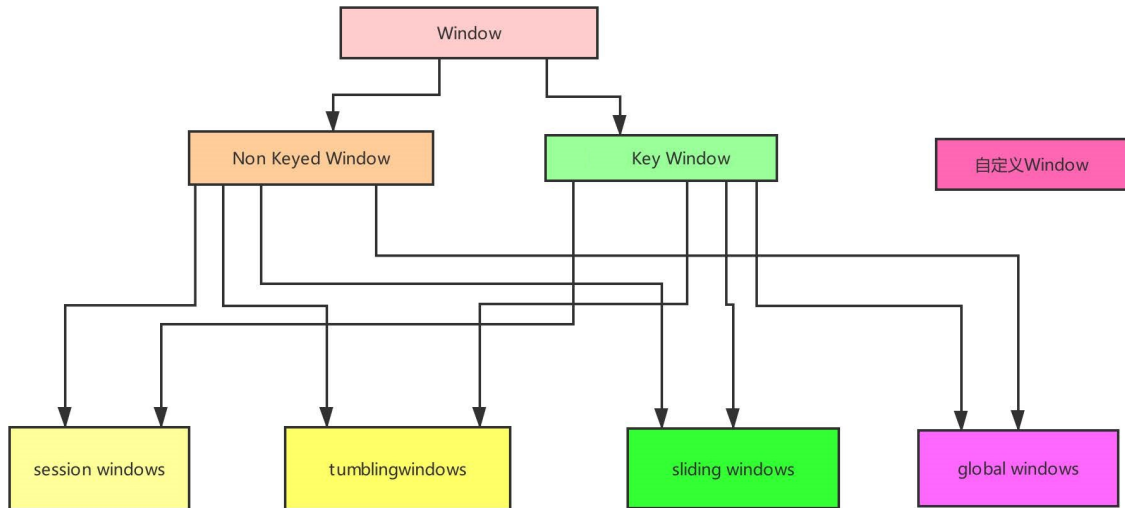 Window
Non Keyed Window
Key Window
自定义Window
session windows
tumblingwindows
sliding windows
global windows